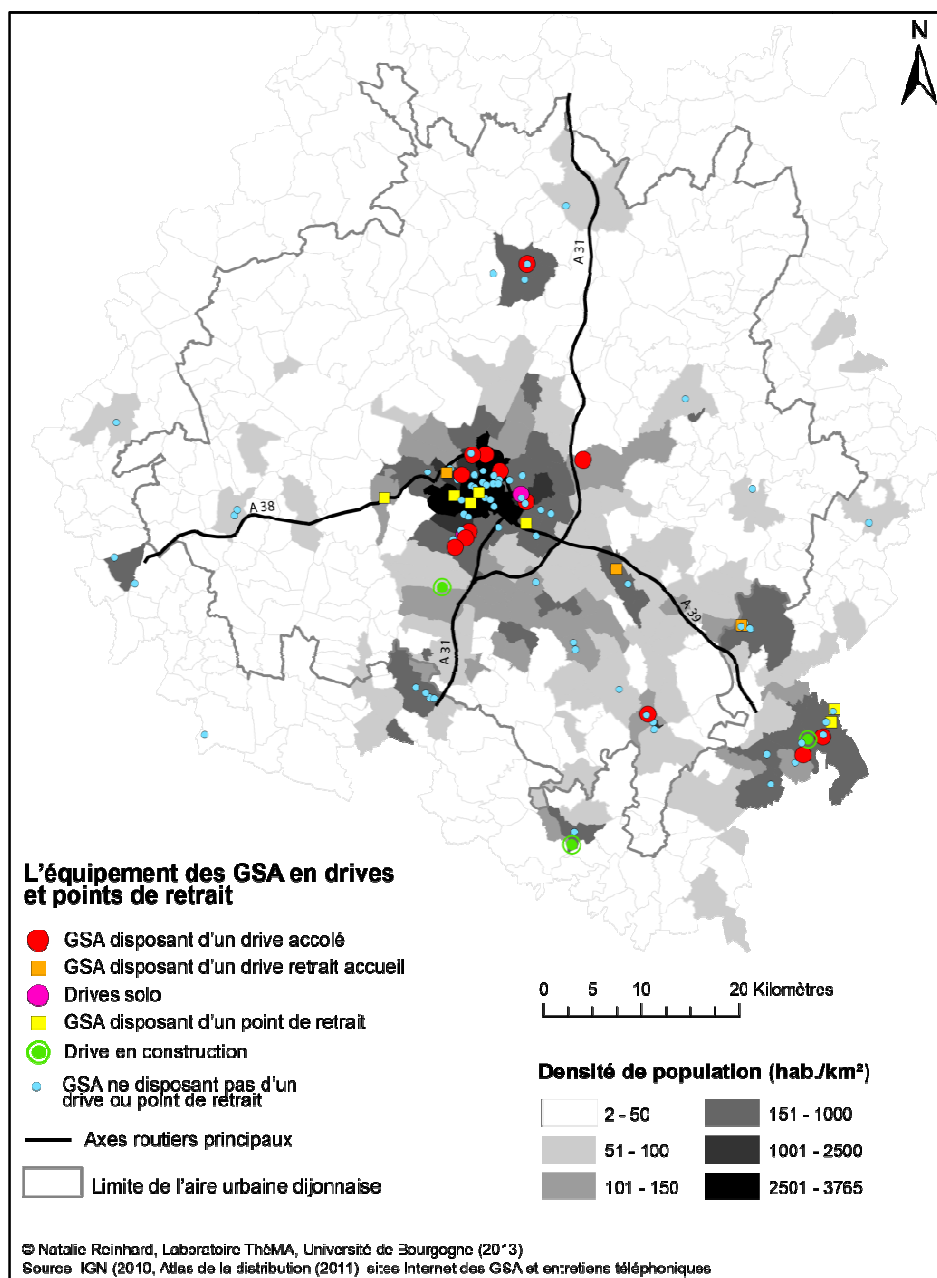 N
A 31
A 38
A 39
A 31
L'équipement des GSA en drives
et points de retrait
GSA disposant d'un drive accolé
GSA disposant d'un drive retrait accueil
Drives solo
GSA disposant d'un point de retrait
Drive en construction
GSA ne disposant pas d'un
drive ou point de retrait
Axes routiers principaux
Limite de l'aire urbaine dijonnaise
0 5 10 20 Kilomètres
Densité de population (hab./km²)
2 - 50
51 - 100
101 - 150
151 - 1000
1001 - 2500
2501 - 3765
© Natalie Reinhard, Laboratoire ThéMA, Université de Bourgogne (2013)
Source IGN (2010, Atlas de la distribution (2011) sites Internet des GSA et entretiens téléphoniques